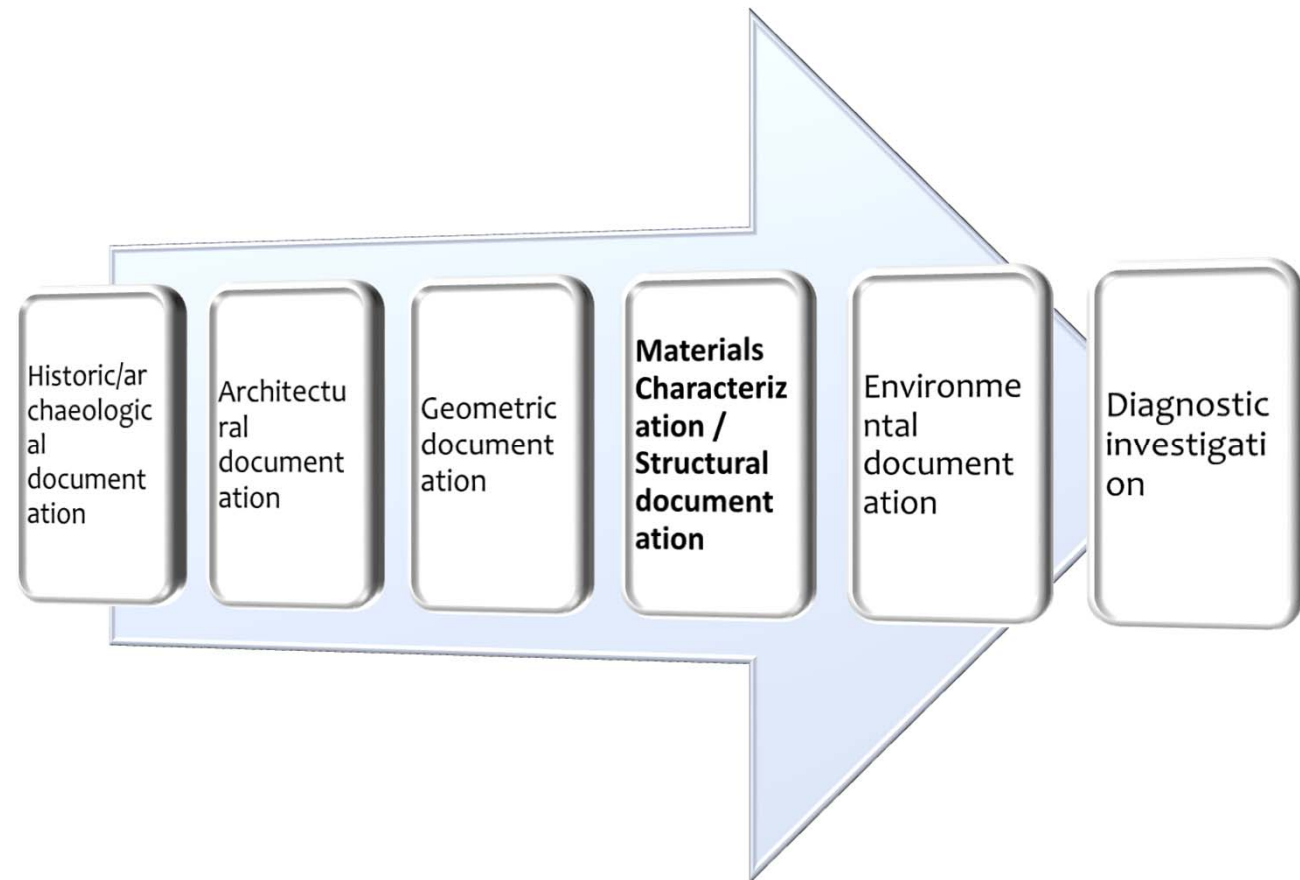 Historic/ar
chaeologic
al
document
ation
Architectu
ral
document
ation
Geometric
document
ation
Materials
Characteriz
ation /
Structural
document
ation
Environme
ntal
document
ation
Diagnostic
investigati
on